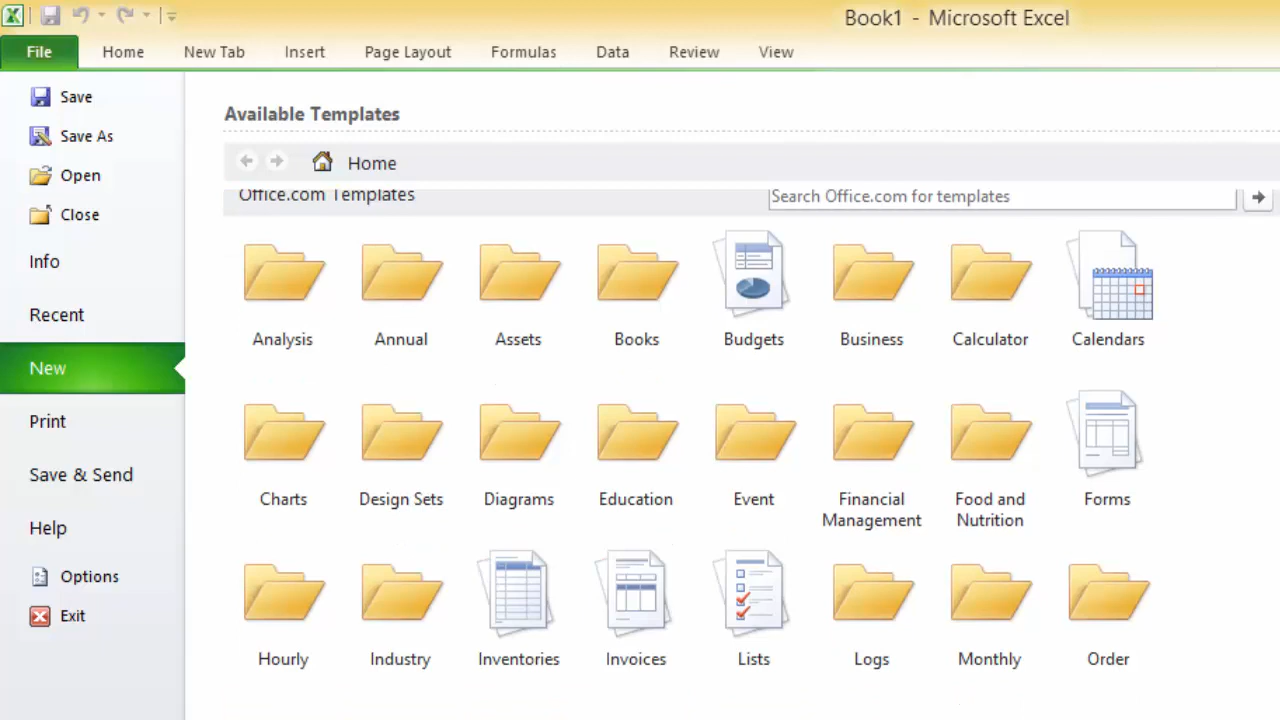 Book1 - Microsoft Excel
File Home New Tab Insert Page Layout Formulas Data Review View
Save
Save As
Open
Close
Info
Recent
New
Print
Save & Send
Help
Options
Exit
Available Templates
Home
Office.com Templates
Search Office.com for templates
Analysis Annual Assets Books Budgets Business Calculator Calendars
Charts Design Sets Diagrams Education Event Financial Management Food and Nutrition Forms
Hourly Industry Inventories Invoices Lists Logs Monthly Order